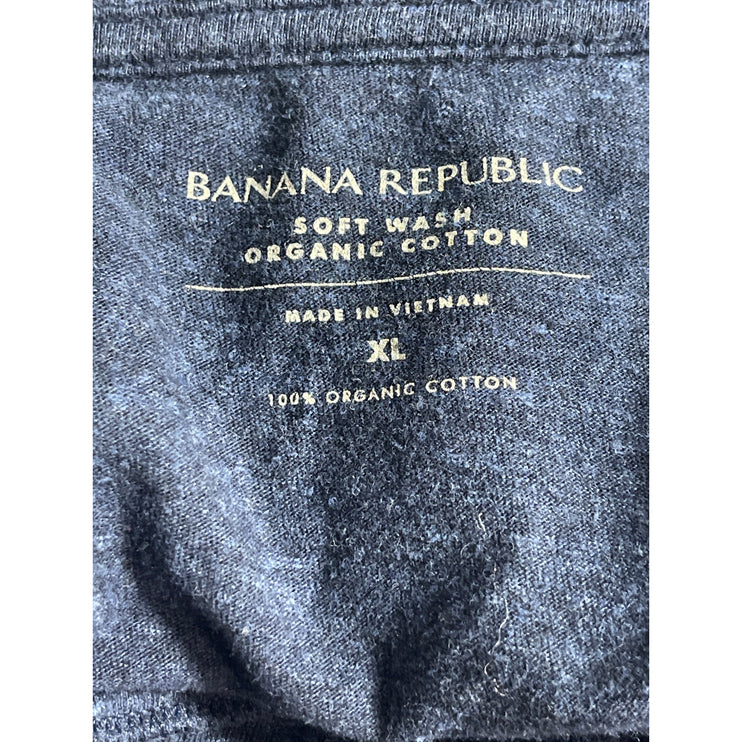 BANANA REPUBLIC
SOFT WASH
ORGANIC COTTON
MADE IN VIETNAM
XL
100% ORGANIC COTTON